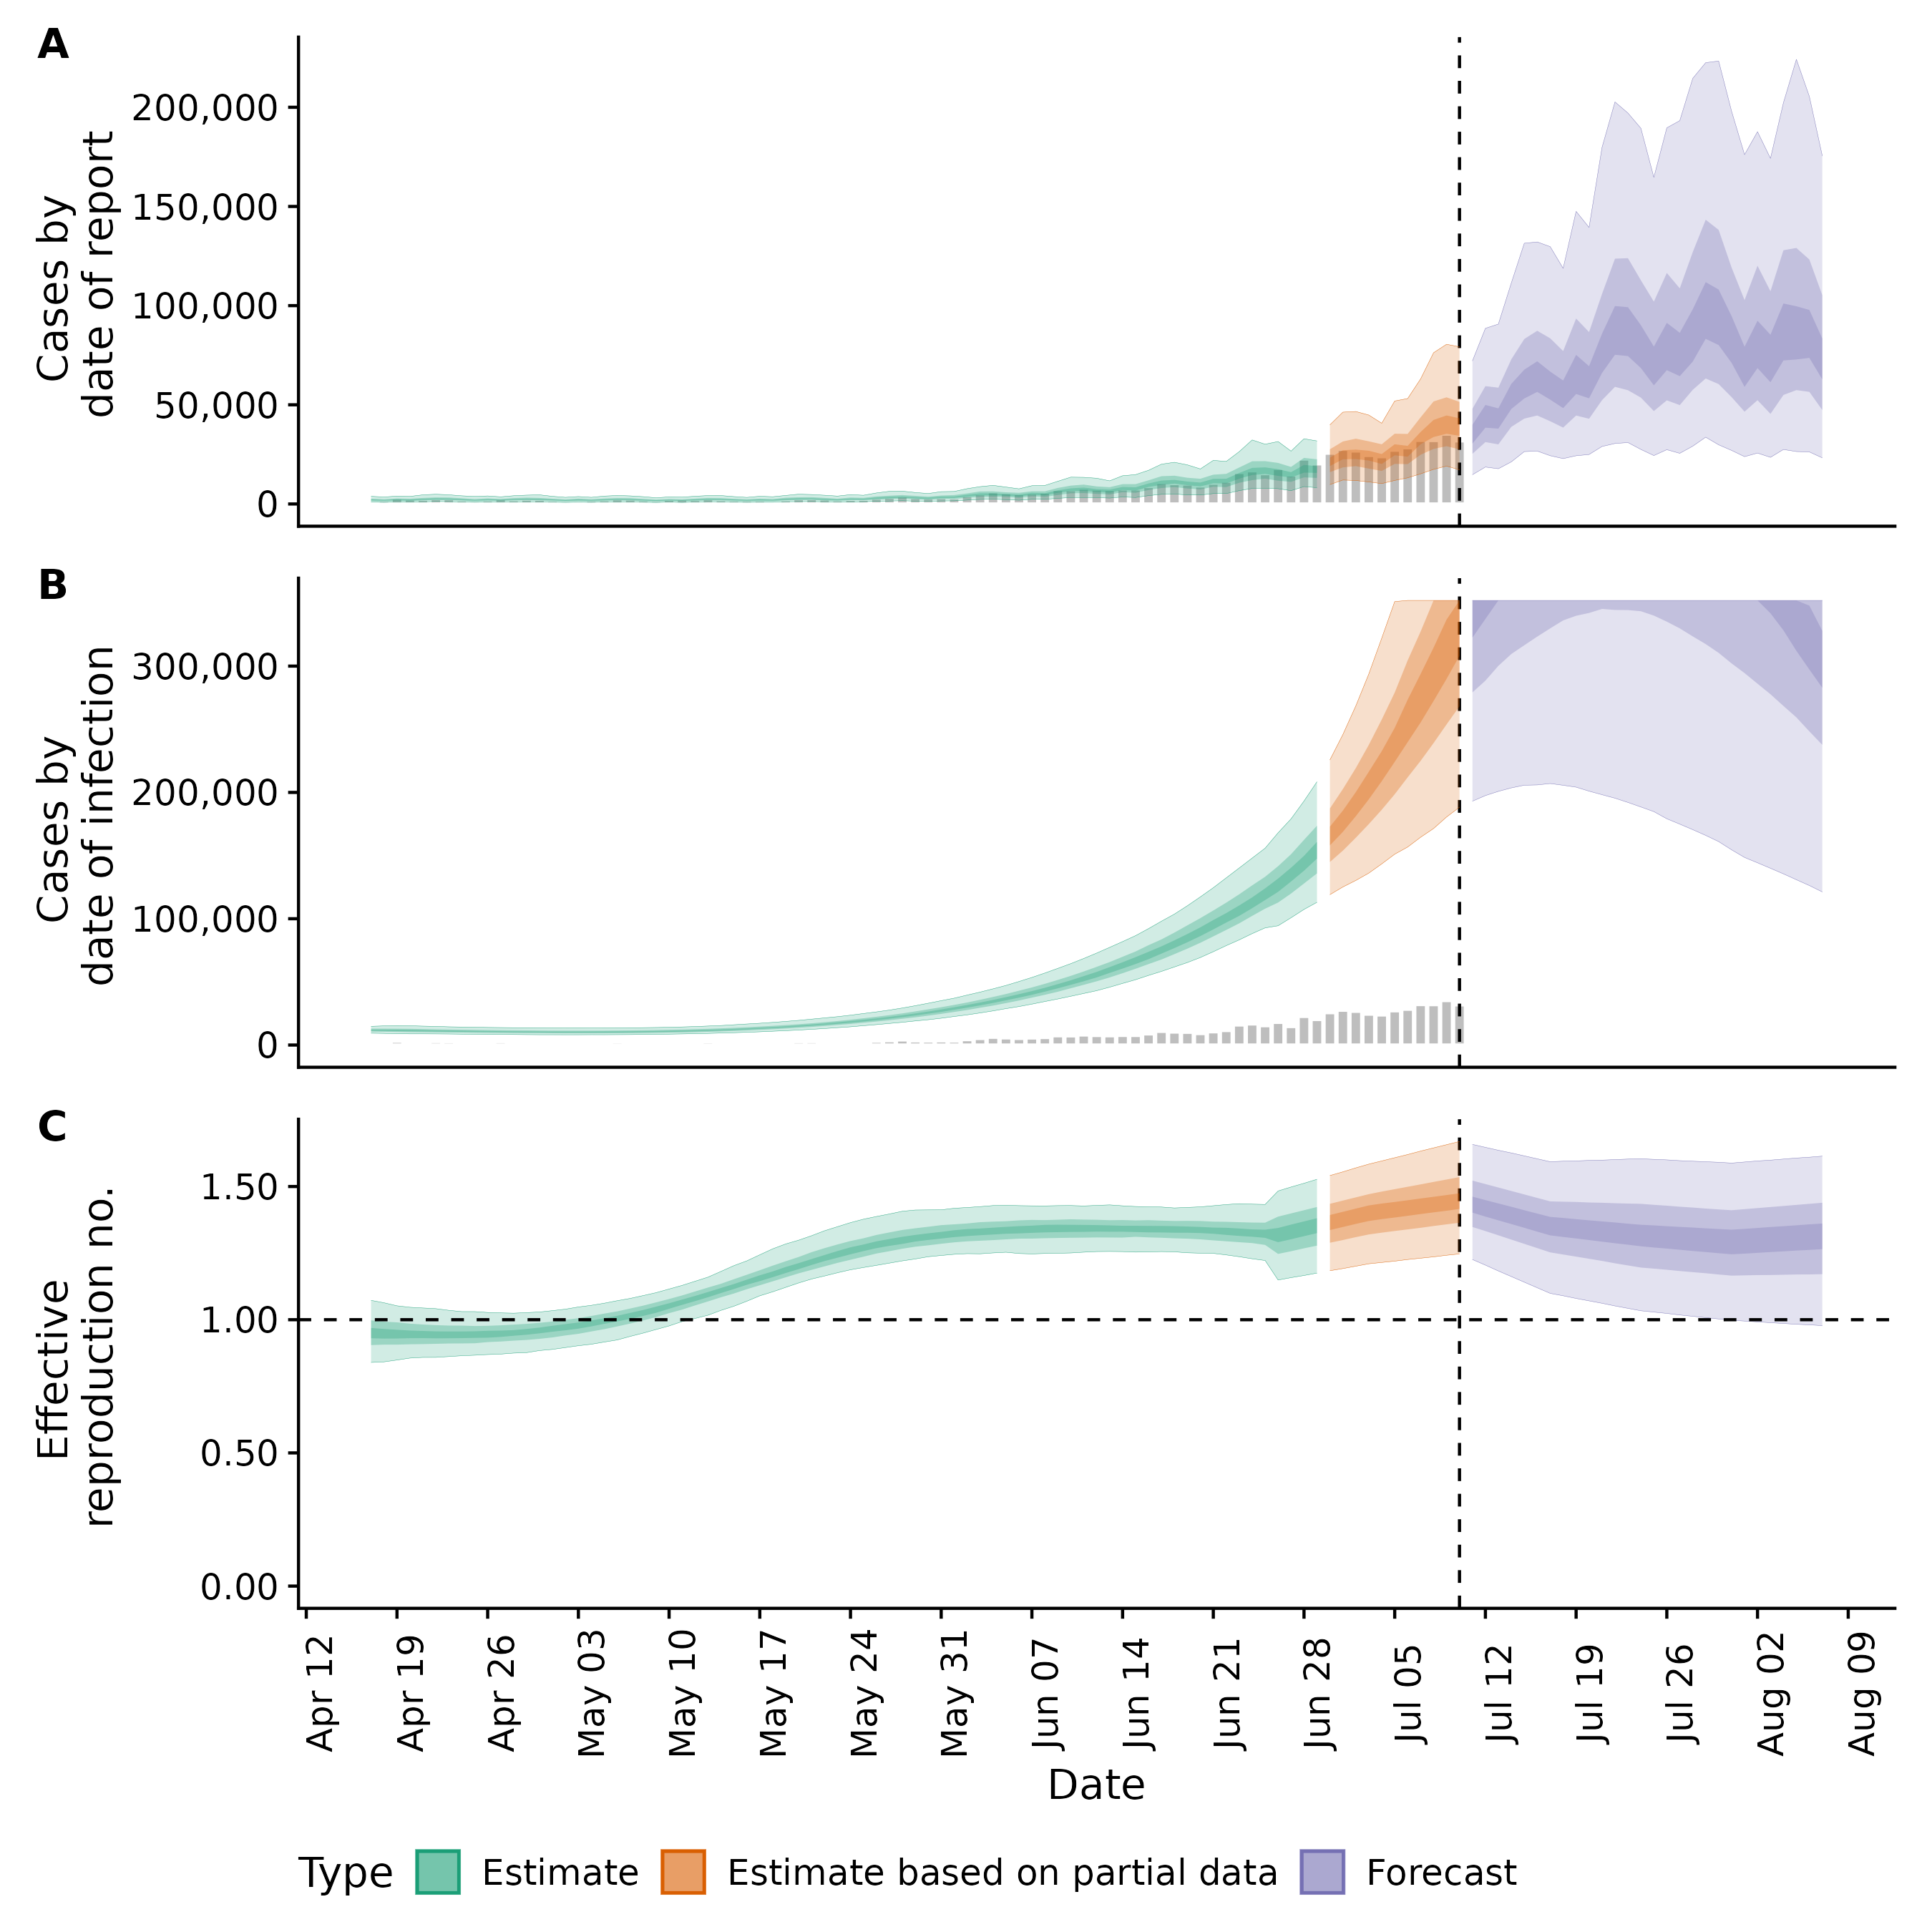 A
Cases by
date of report
200,000
150,000
100,000
50,000
0
B
Cases by
date of infection
300,000
200,000
100,000
0
C
Effective
reproduction no.
1.50
1.00
0.50
0.00
Apr 12
Apr 19
Apr 26
May 03
May 10
May 17
May 24
May 31
Jun 07
Jun 14
Jun 21
Jun 28
Jul 05
Jul 12
Jul 19
Jul 26
Aug 02
Aug 09
Date
Type Estimate Estimate based on partial data Forecast